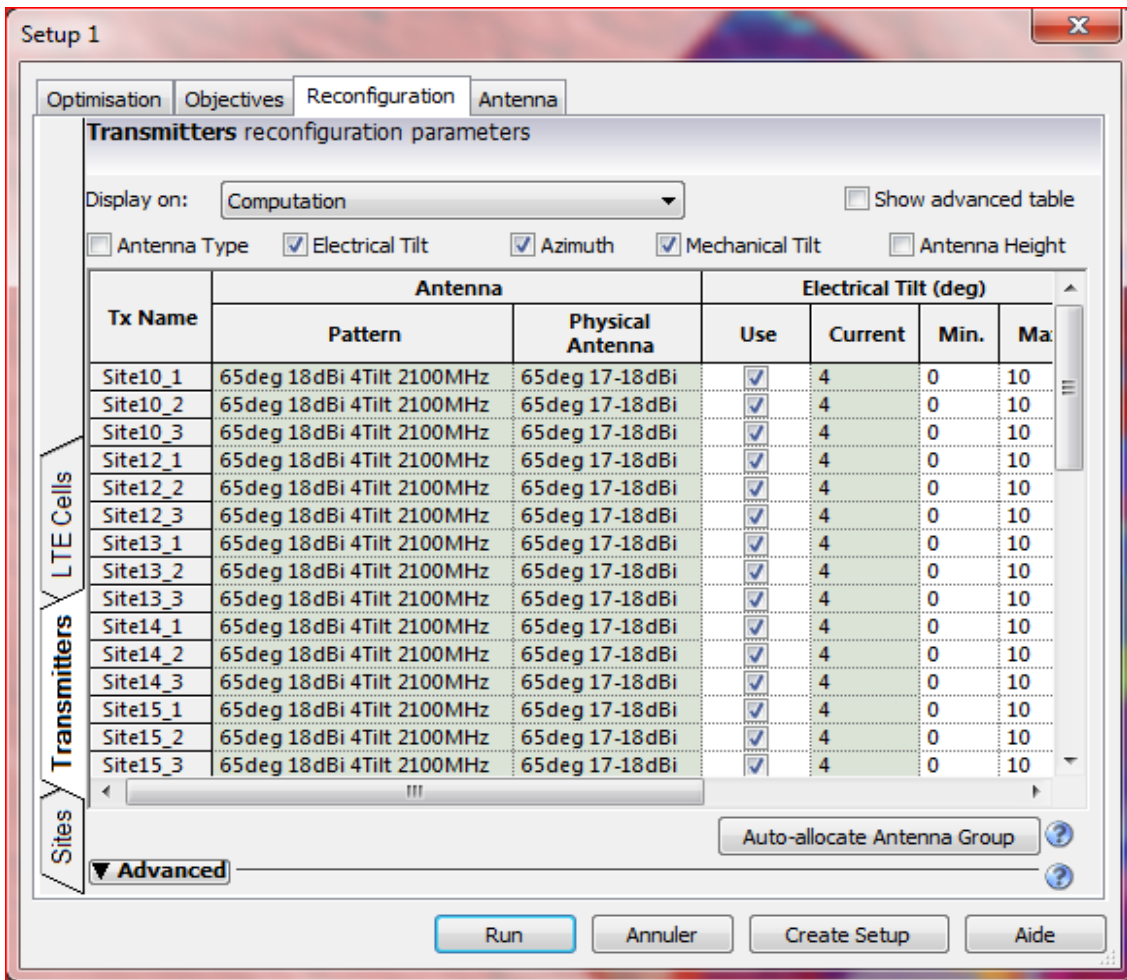 Setup 1
Optimisation Objectives Reconfiguration Antenna
Transmitters reconfiguration parameters
Display on: Computation Show advanced table
Antenna Type Electrical Tilt Azimuth Mechanical Tilt Antenna Height
Tx Name Antenna Electrical Tilt (deg)
Pattern Physical Antenna Use Current Min. Ma
Site10_1 65deg 18dBi 4Tilt 2100MHz 65deg 17-18dBi 4 0 10
Site10_2 65deg 18dBi 4Tilt 2100MHz 65deg 17-18dBi 4 0 10
Site10_3 65deg 18dBi 4Tilt 2100MHz 65deg 17-18dBi 4 0 10
Site12_1 65deg 18dBi 4Tilt 2100MHz 65deg 17-18dBi 4 0 10
Site12_2 65deg 18dBi 4Tilt 2100MHz 65deg 17-18dBi 4 0 10
Site12_3 65deg 18dBi 4Tilt 2100MHz 65deg 17-18dBi 4 0 10
Site13_1 65deg 18dBi 4Tilt 2100MHz 65deg 17-18dBi 4 0 10
Site13_2 65deg 18dBi 4Tilt 2100MHz 65deg 17-18dBi 4 0 10
Site13_3 65deg 18dBi 4Tilt 2100MHz 65deg 17-18dBi 4 0 10
Site14_1 65deg 18dBi 4Tilt 2100MHz 65deg 17-18dBi 4 0 10
Site14_2 65deg 18dBi 4Tilt 2100MHz 65deg 17-18dBi 4 0 10
Site14_3 65deg 18dBi 4Tilt 2100MHz 65deg 17-18dBi 4 0 10
Site15_1 65deg 18dBi 4Tilt 2100MHz 65deg 17-18dBi 4 0 10
Site15_2 65deg 18dBi 4Tilt 2100MHz 65deg 17-18dBi 4 0 10
Site15_3 65deg 18dBi 4Tilt 2100MHz 65deg 17-18dBi 4 0 10
LTE Cells
Transmitters
Sites
Auto-allocate Antenna Group
Advanced
Run Annuler Create Setup Aide